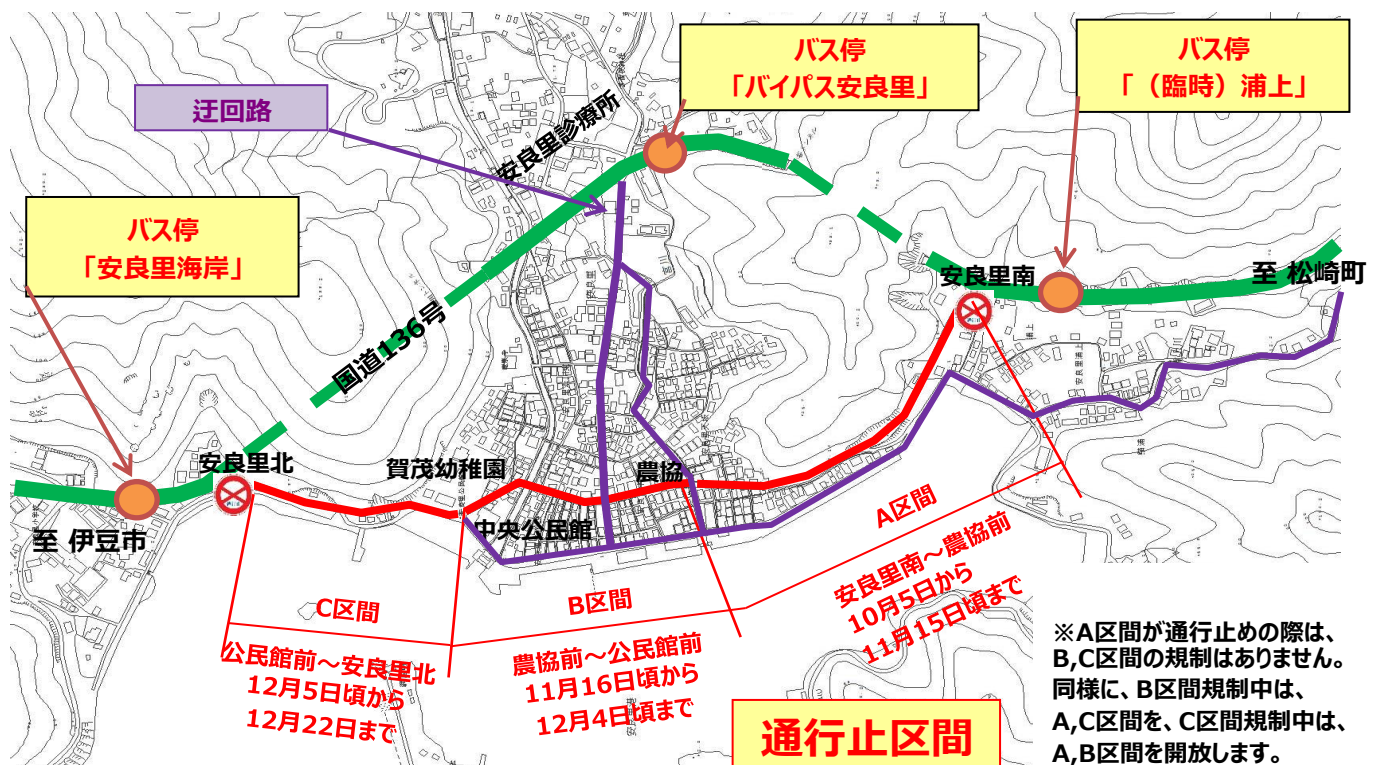 バス停
「バイパス安良里」
バス停
「（臨時）浦上」
迂回路
安良里診療所
バス停
「安良里海岸」
安良里南
至 松崎町
国道136号
安良里北
賀茂幼稚園
農協
中央公民館
至 伊豆市
A区間
安良里南～農協前
10月5日から
11月15日頃まで
B区間
農協前～公民館前
11月16日頃から
12月4日頃まで
C区間
公民館前～安良里北
12月5日頃から
12月22日まで
※A区間が通行止めの際は、
B,C区間の規制はありません。
同様に、B区間規制中は、
A,C区間を、C区間規制中は、
A,B区間を開放します。
通行止区間
安良里
浦上
安良里浦上